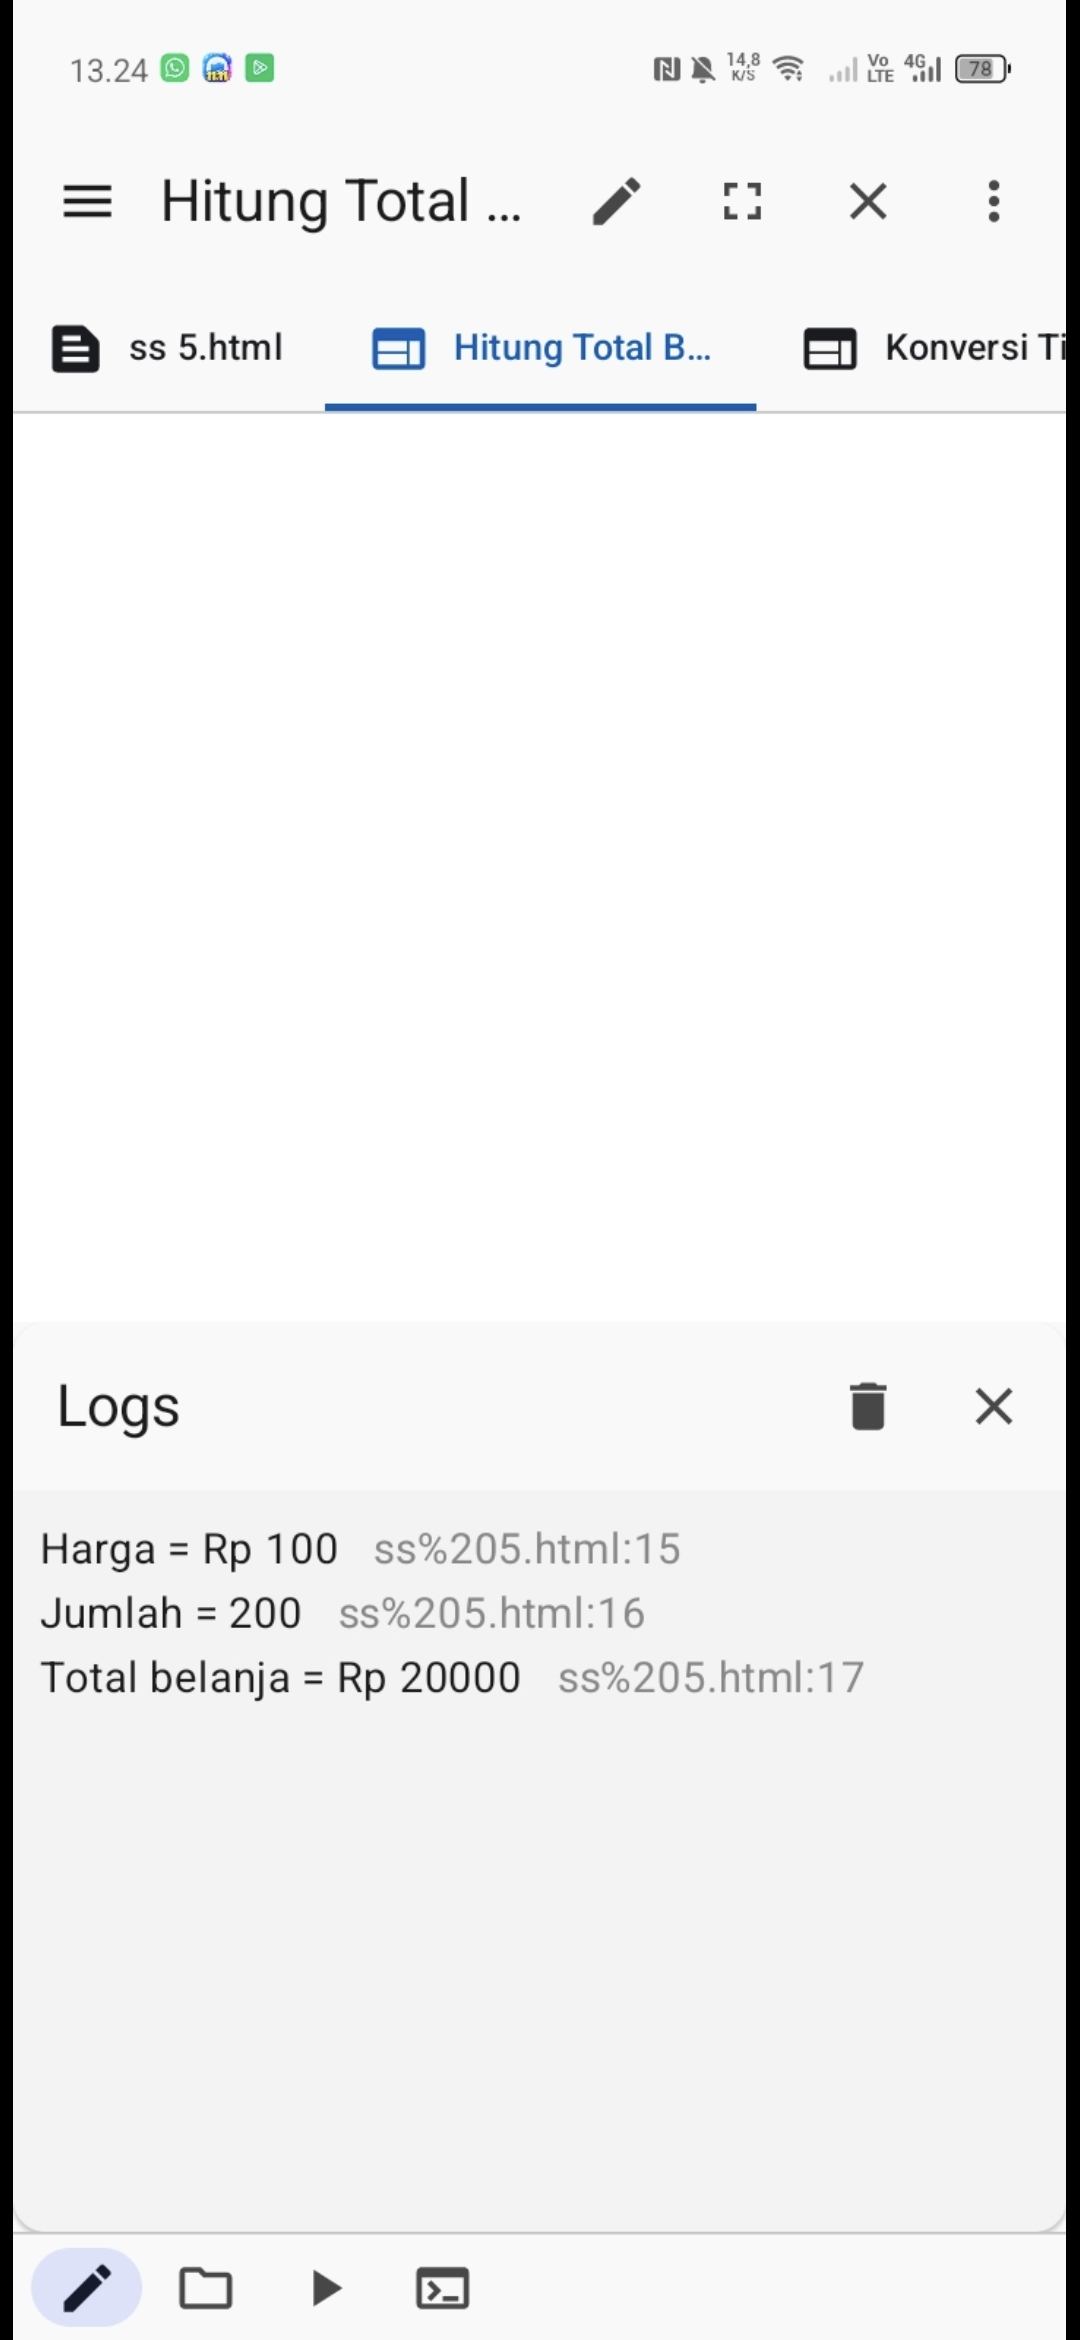 13.24
14,8
K/S
Vo
LTE
4G
78
Hitung Total ...
ss 5.html
Hitung Total B...
Konversi Ti
Logs
Harga = Rp 100 ss%205.html:15
Jumlah = 200 ss%205.html:16
Total belanja = Rp 20000 ss%205.html:17